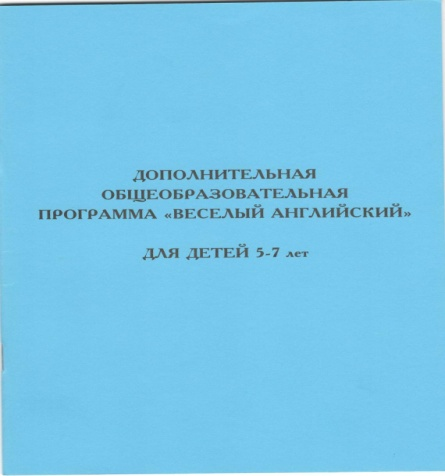 ДОПОЛНИТЕЛЬНАЯ
ОБЩЕОБРАЗОВАТЕЛЬНАЯ
ПРОГРАММА «ВЕСЕЛЫЙ АНГЛИЙСКИЙ»
ДЛЯ ДЕТЕЙ 5-7 лет